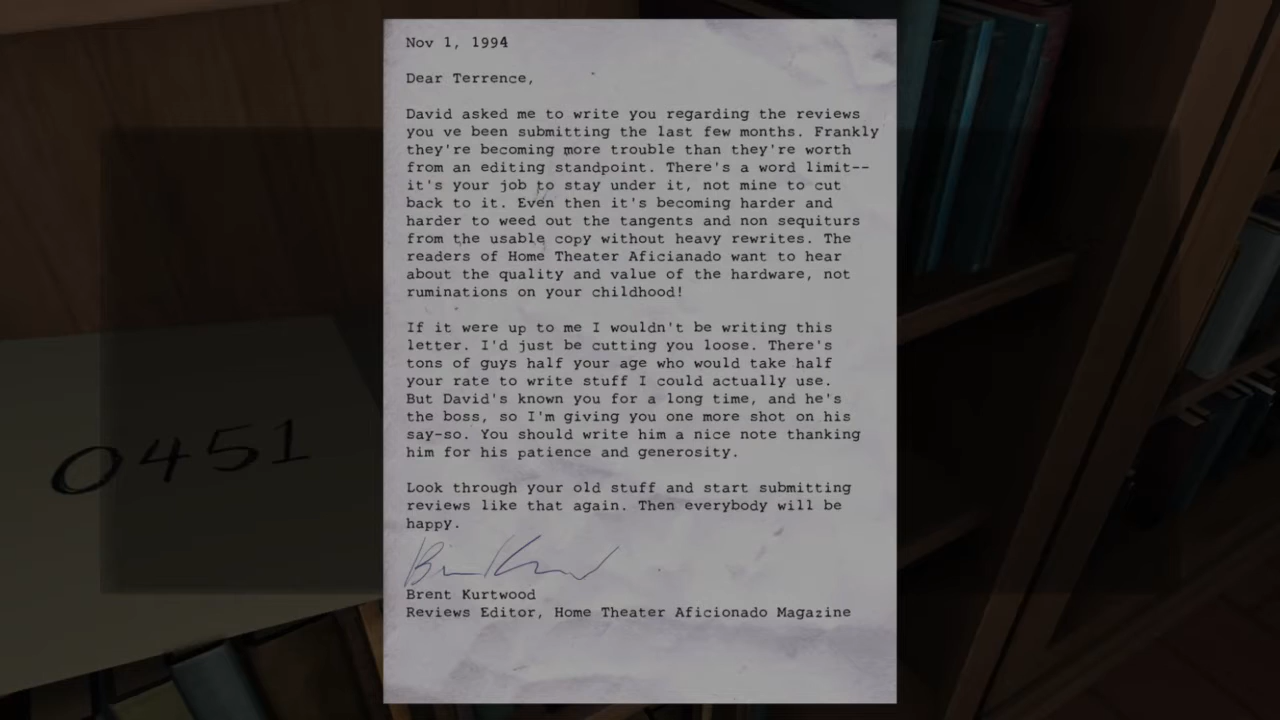 Nov 1, 1994
Dear Terrence,
David asked me to write you regarding the reviews
you ve been submitting the last few months. Frankly
they're becoming more trouble than they're worth
from an editing standpoint. There's a word limit--
it's your job to stay under it, not mine to cut
back to it. Even then it's becoming harder and
harder to weed out the tangents and non sequiturs
from the usable copy without heavy rewrites. The
readers of Home Theater Aficianado want to hear
about the quality and value of the hardware, not
ruminations on your childhood!
If it were up to me I wouldn't be writing this
letter. I'd just be cutting you loose. There's
tons of guys half your age who would take half
your rate to write stuff I could actually use.
But David's known you for a long time, and he's
the boss, so I'm giving you one more shot on his
say-so. You should write him a nice note thanking
him for his patience and generosity.
Look through your old stuff and start submitting
reviews like that again. Then everybody will be
happy.
Brent Kurtwood
Reviews Editor, Home Theater Aficionado Magazine
0451